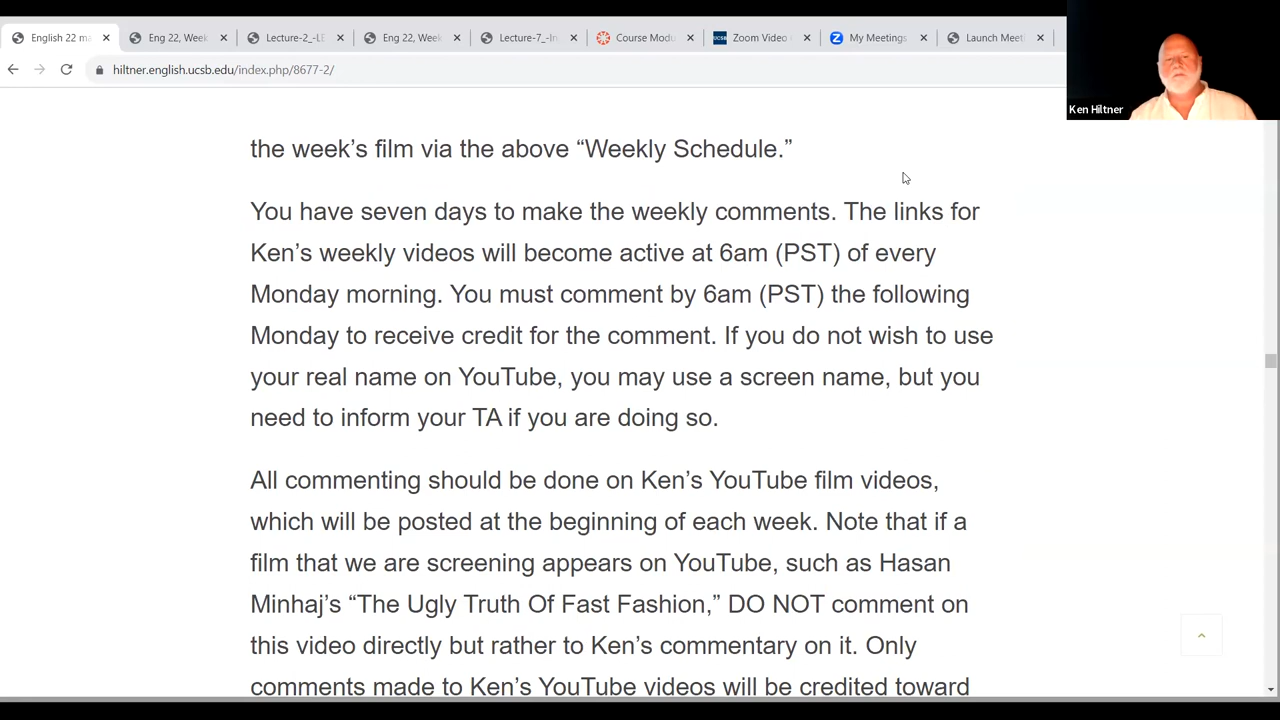 English 22 ma
Eng 22, Week
Lecture-2_-LE
Eng 22, Week
Lecture-7_-In
Course Modu
UCSB
Zoom Video
My Meetings
Launch Meeti
hiltner.english.ucsb.edu/index.php/8677-2/
Ken Hiltner
the week’s film via the above “Weekly Schedule.”
You have seven days to make the weekly comments. The links for
Ken’s weekly videos will become active at 6am (PST) of every
Monday morning. You must comment by 6am (PST) the following
Monday to receive credit for the comment. If you do not wish to use
your real name on YouTube, you may use a screen name, but you
need to inform your TA if you are doing so.
All commenting should be done on Ken’s YouTube film videos,
which will be posted at the beginning of each week. Note that if a
film that we are screening appears on YouTube, such as Hasan
Minhaj’s “The Ugly Truth Of Fast Fashion,” DO NOT comment on
this video directly but rather to Ken’s commentary on it. Only
comments made to Ken’s YouTube videos will be credited toward